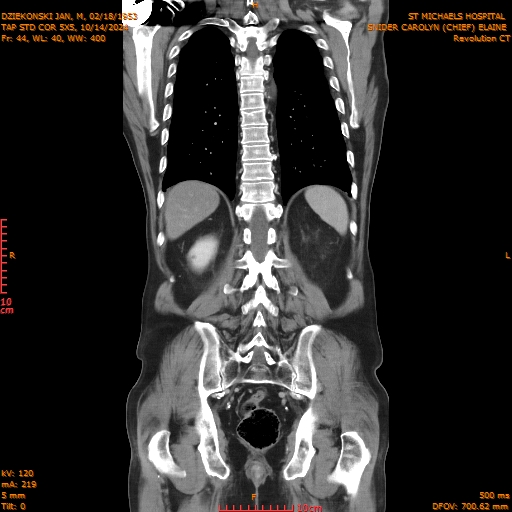 DZIEKONSKI JAN, M, 02/18/1953
TAP STD COR 5X5, 10/14/202
Fr: 44, WL: 40, WW: 400
ST MICHAELS HOSPITAL
SNIDER CAROLYN (CHIEF) ELAINE
Revolution CT
R
L
10
cm
kV: 120
mA: 219
5 mm
Tilt: 0
F
10cm
500 ms
DFOV: 700.62 mm